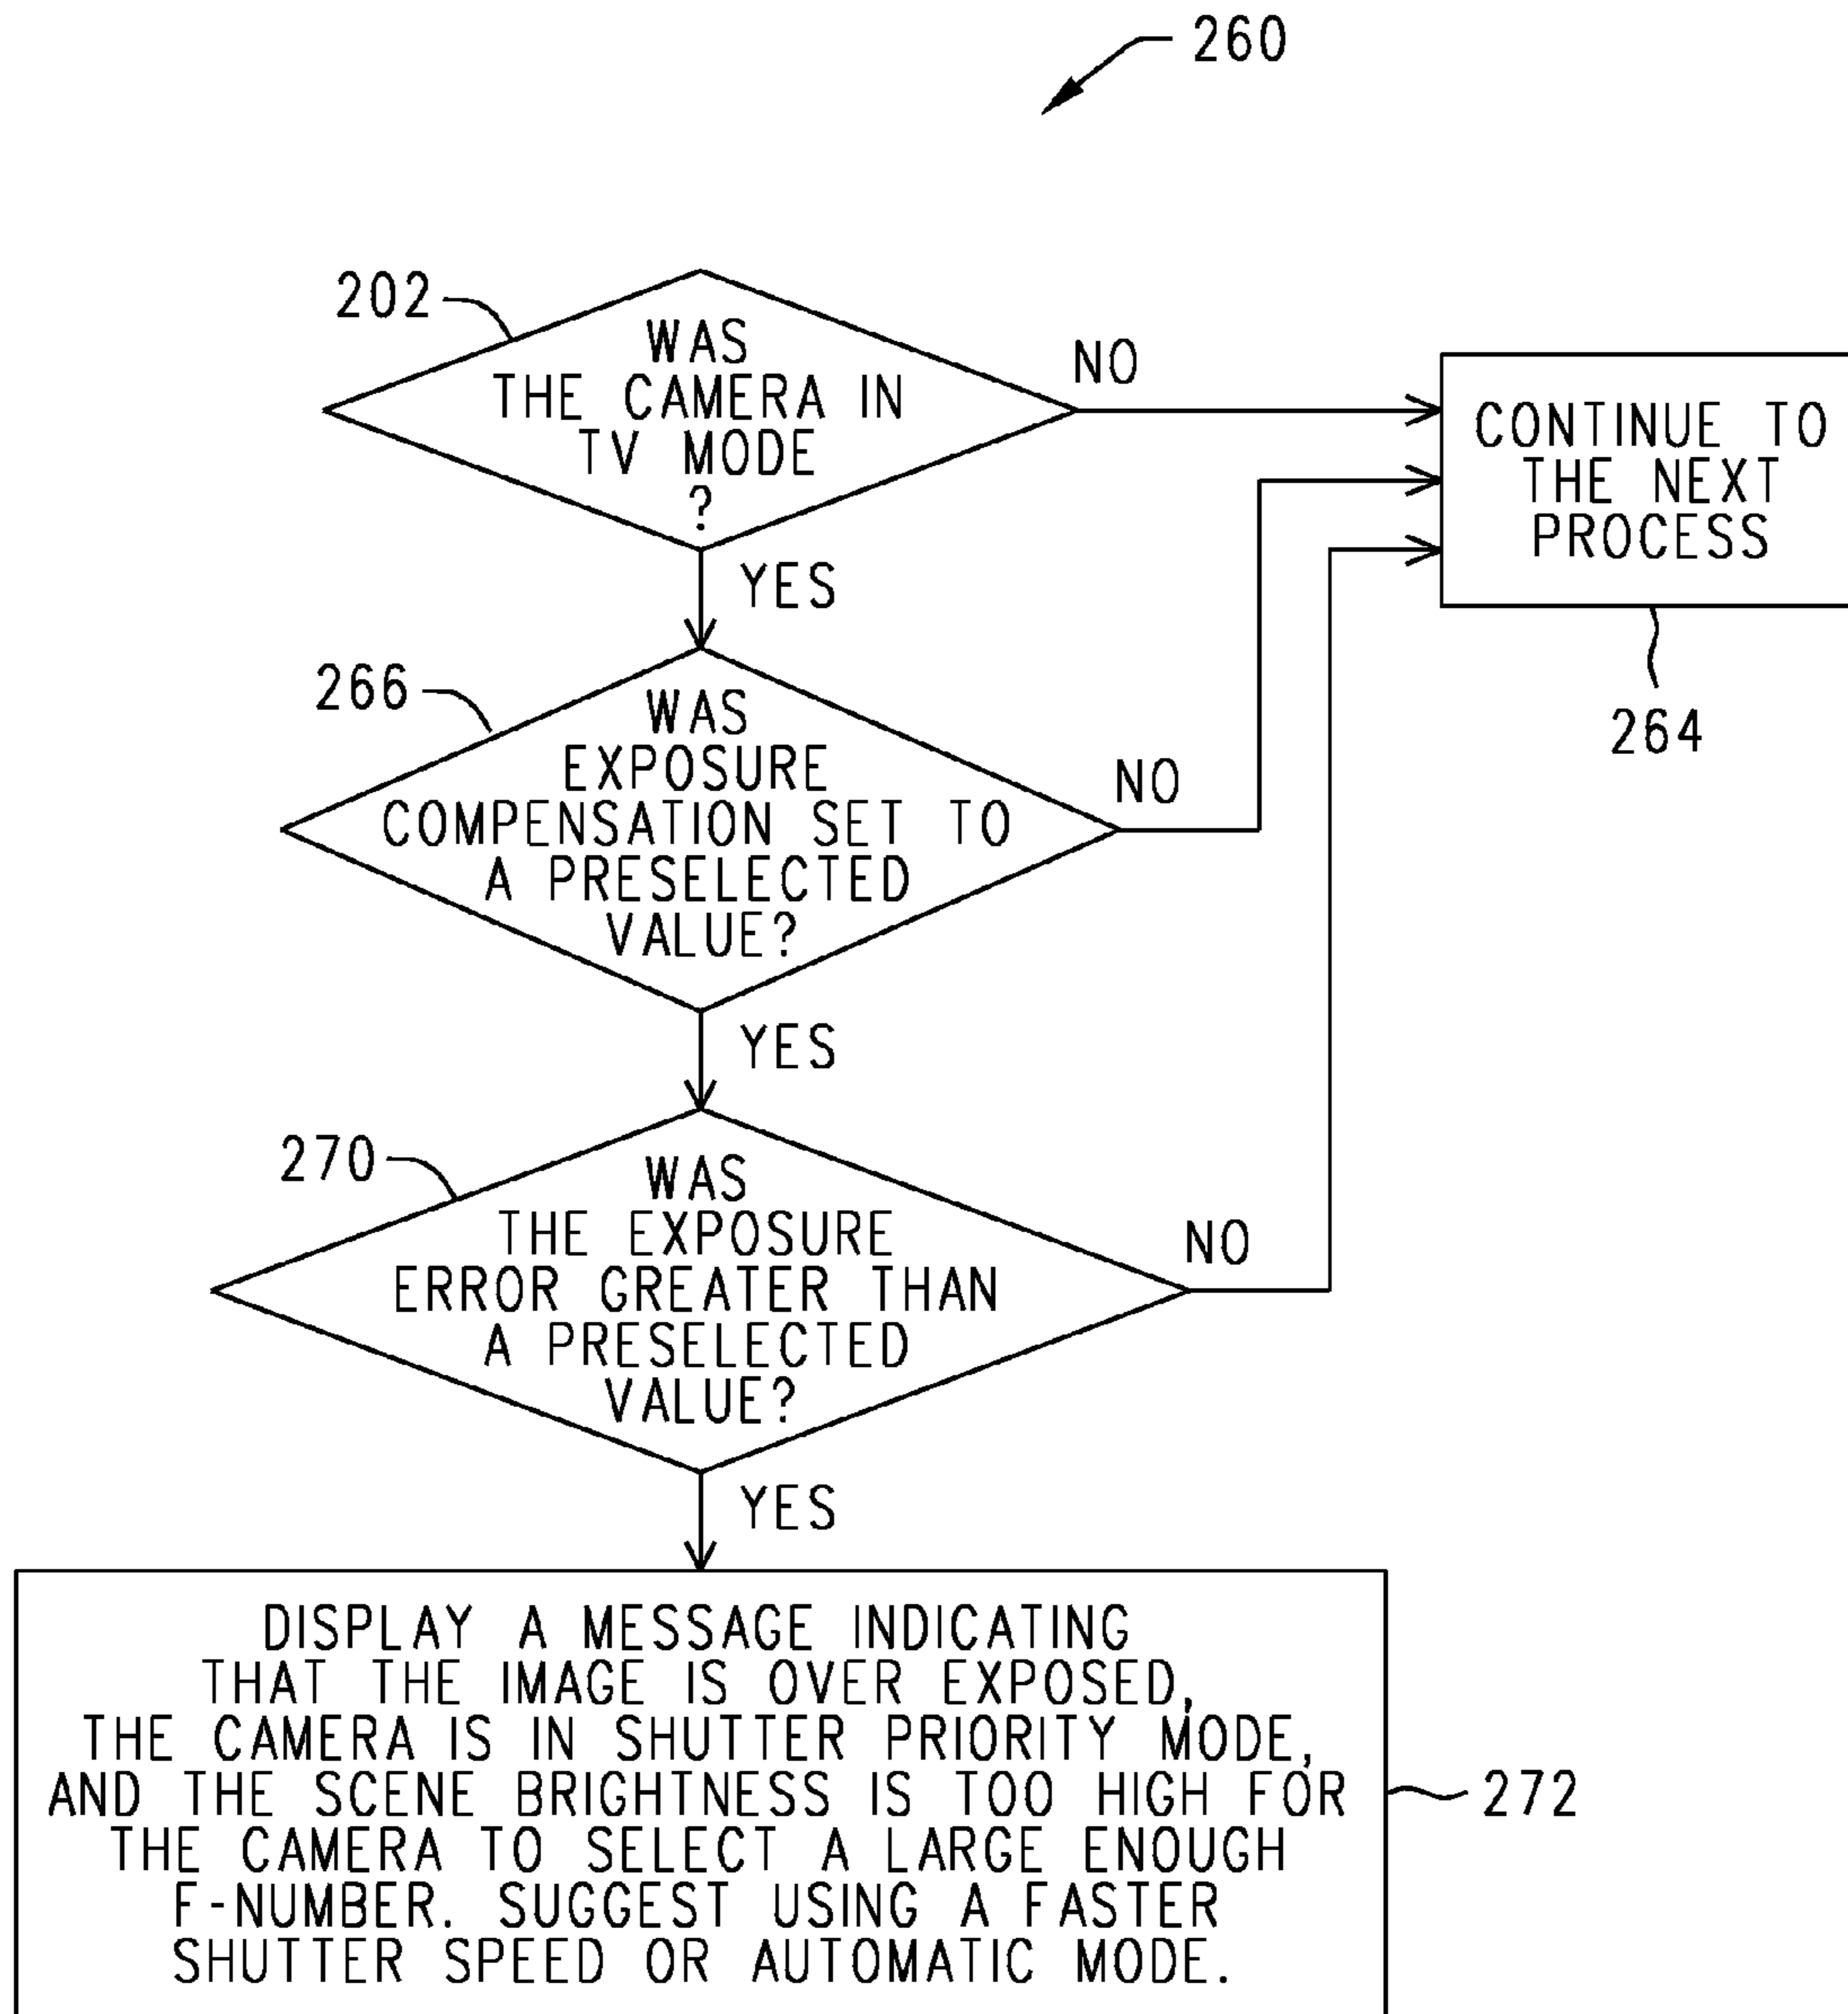 260
202
WAS
THE CAMERA IN
TV MODE
?
NO
CONTINUE TO
THE NEXT
PROCESS
264
YES
266
WAS
EXPOSURE
COMPENSATION SET TO
A PRESELECTED
VALUE?
NO
YES
270
WAS
THE EXPOSURE
ERROR GREATER THAN
A PRESELECTED
VALUE?
NO
YES
DISPLAY A MESSAGE INDICATING
THAT THE IMAGE IS OVER EXPOSED,
THE CAMERA IS IN SHUTTER PRIORITY MODE,
AND THE SCENE BRIGHTNESS IS TOO HIGH FOR
THE CAMERA TO SELECT A LARGE ENOUGH
F-NUMBER. SUGGEST USING A FASTER
SHUTTER SPEED OR AUTOMATIC MODE.
272